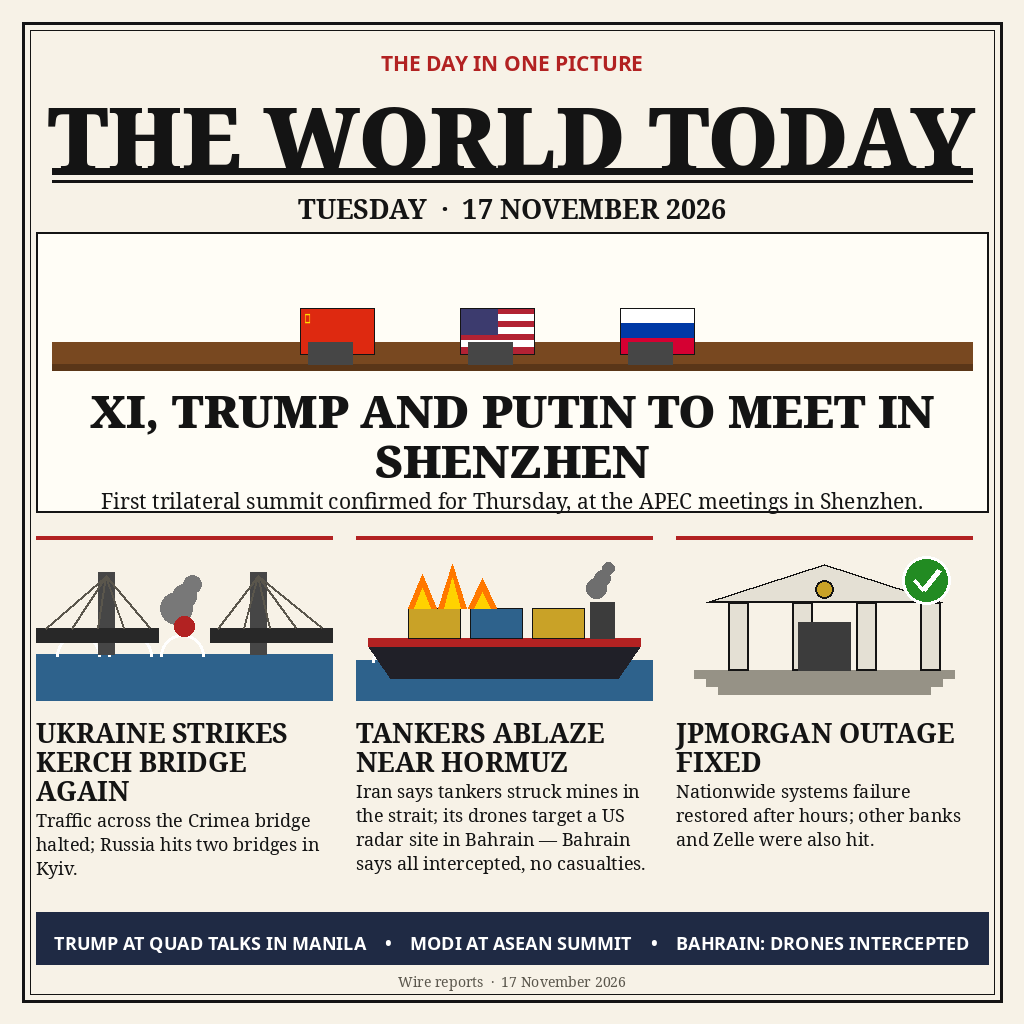 THE DAY IN ONE PICTURE
THE WORLD TODAY
TUESDAY · 17 NOVEMBER 2026
XI, TRUMP AND PUTIN TO MEET IN
SHENZHEN
First trilateral summit confirmed for Thursday, at the APEC meetings in Shenzhen.
UKRAINE STRIKES
KERCH BRIDGE
AGAIN
Traffic across the Crimea bridge
halted; Russia hits two bridges in
Kyiv.
TANKERS ABLAZE
NEAR HORMUZ
Iran says tankers struck mines in
the strait; its drones target a US
radar site in Bahrain — Bahrain
says all intercepted, no casualties.
JPMORGAN OUTAGE
FIXED
Nationwide systems failure
restored after hours; other banks
and Zelle were also hit.
TRUMP AT QUAD TALKS IN MANILA • MODI AT ASEAN SUMMIT • BAHRAIN: DRONES INTERCEPTED
Wire reports · 17 November 2026